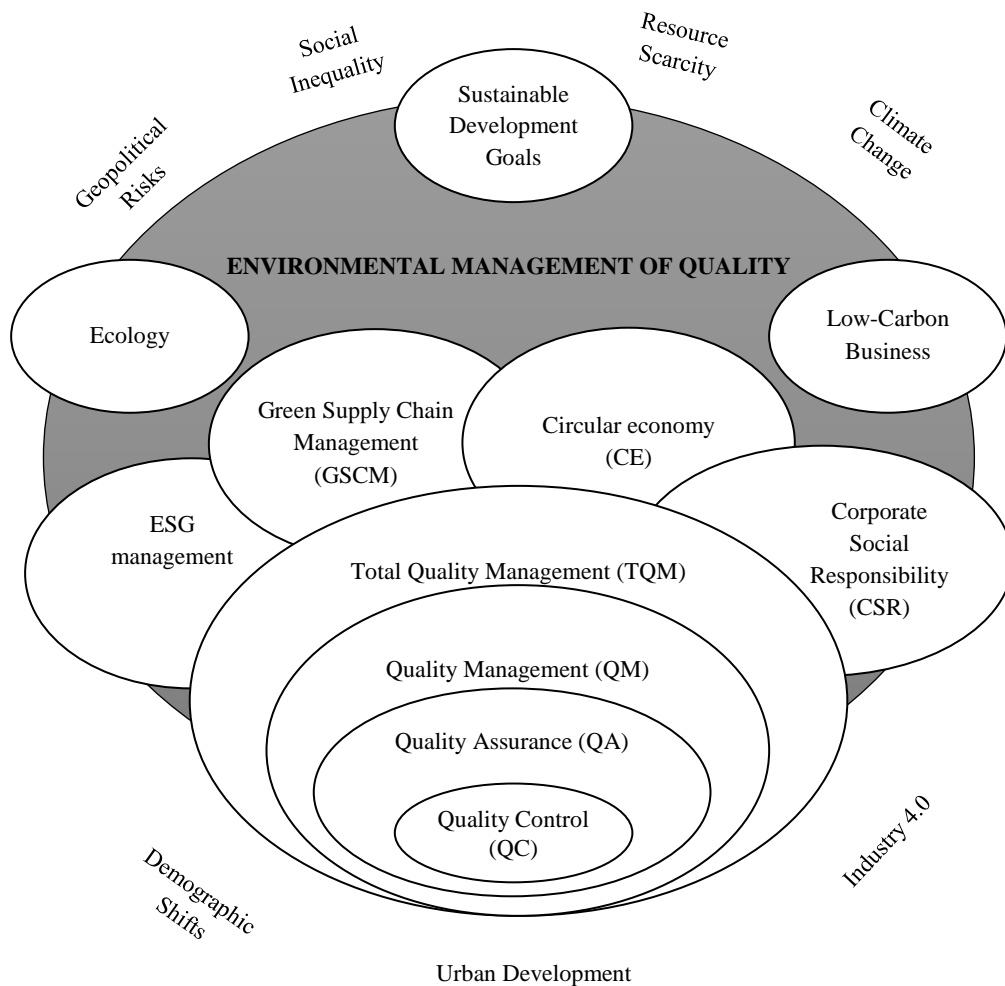 Social
Inequality
Resource
Scarcity
Sustainable
Development
Goals
Climate
Change
Geopolitical
Risks
ENVIRONMENTAL MANAGEMENT OF QUALITY
Ecology
Low-Carbon
Business
Green Supply Chain
Management
(GSCM)
Circular economy
(CE)
ESG
management
Corporate
Social
Responsibility
(CSR)
Total Quality Management (TQM)
Quality Management (QM)
Quality Assurance (QA)
Quality Control
(QC)
Industry 4.0
Demographic
Shifts
Urban Development